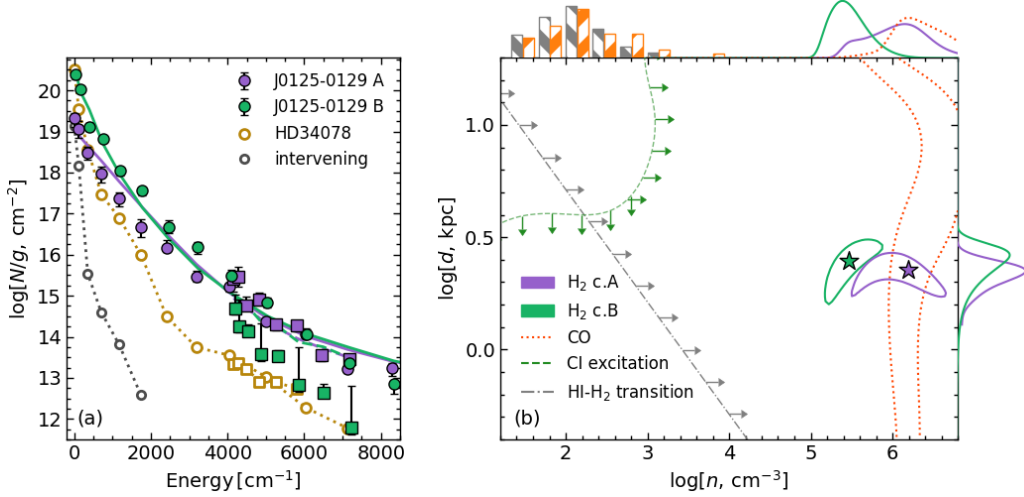 log[N/g, cm⁻²]
20
19
18
17
16
15
14
13
12
J0125-0129 A
J0125-0129 B
HD34078
intervening
(a)
0
2000
4000
6000
8000
Energy [cm⁻¹]
log[d, kpc]
1.0
0.5
0.0
H₂ c.A
H₂ c.B
CO
CI excitation
HI-H₂ transition
(b)
2
3
4
5
6
log[n, cm⁻³]